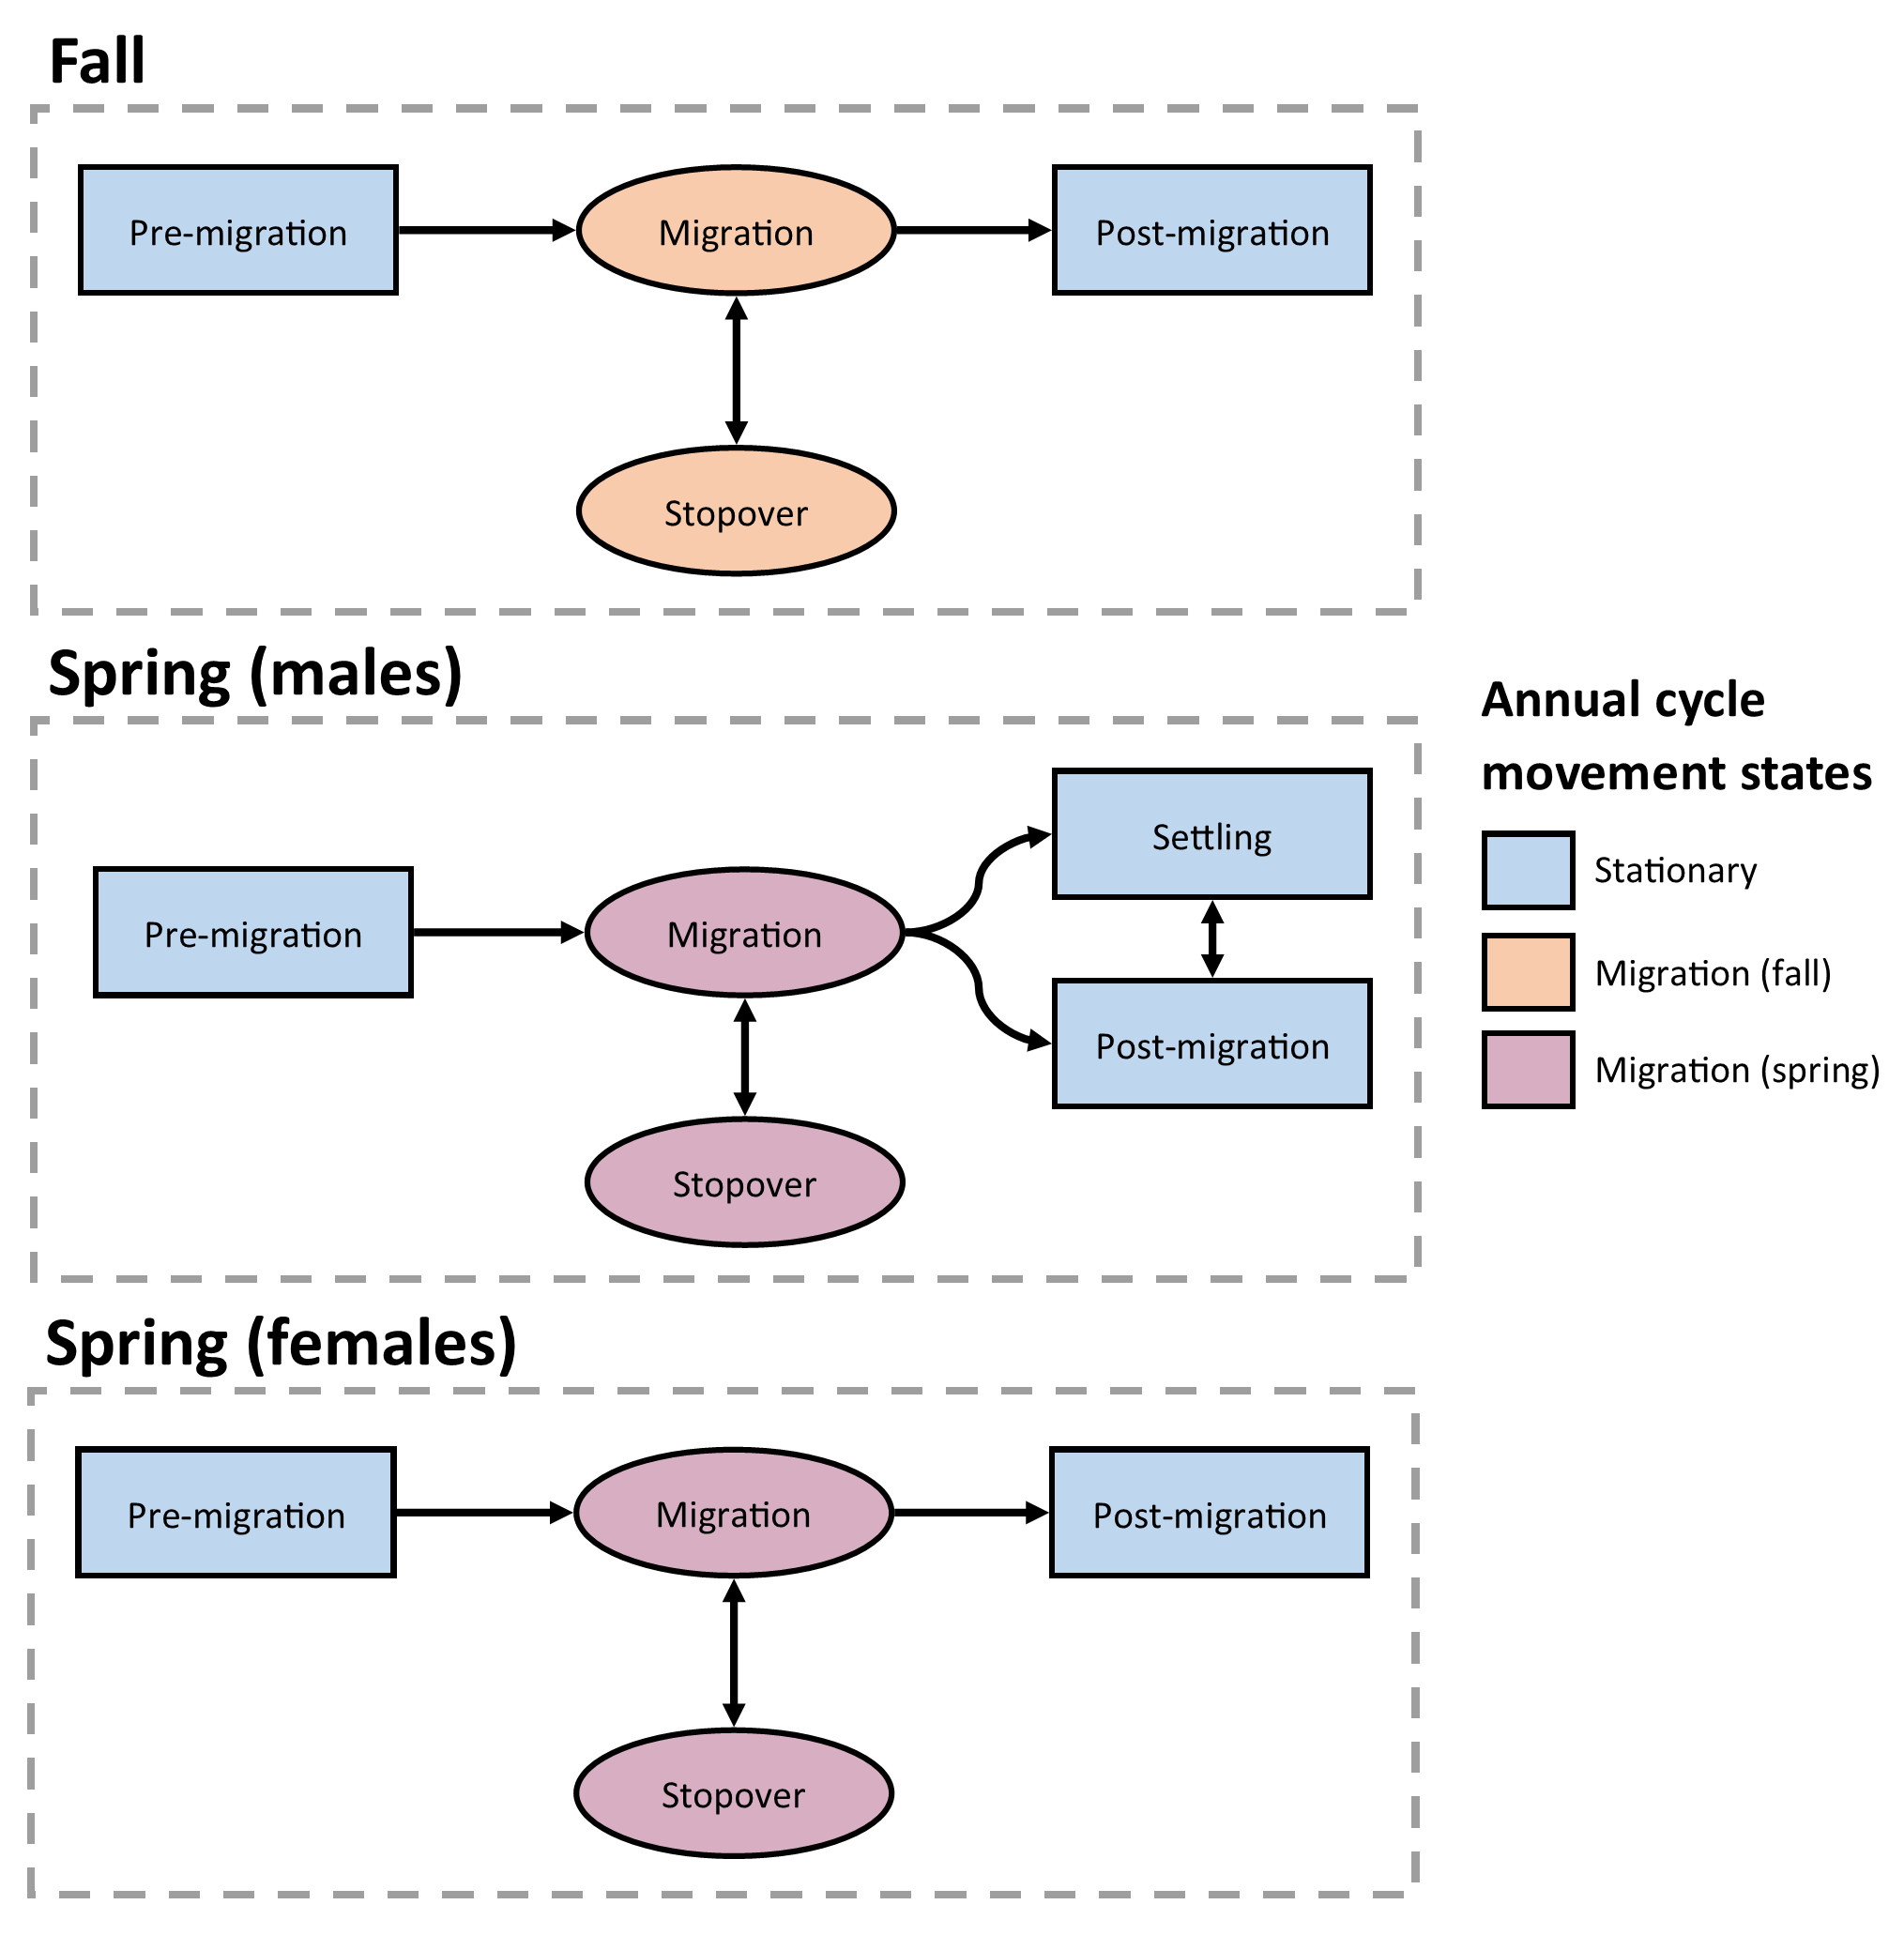 Fall
Pre-migration
Migration
Post-migration
Stopover
Spring (males)
Pre-migration
Migration
Settling
Post-migration
Stopover
Spring (females)
Pre-migration
Migration
Post-migration
Stopover
Annual cycle
movement states
Stationary
Migration (fall)
Migration (spring)